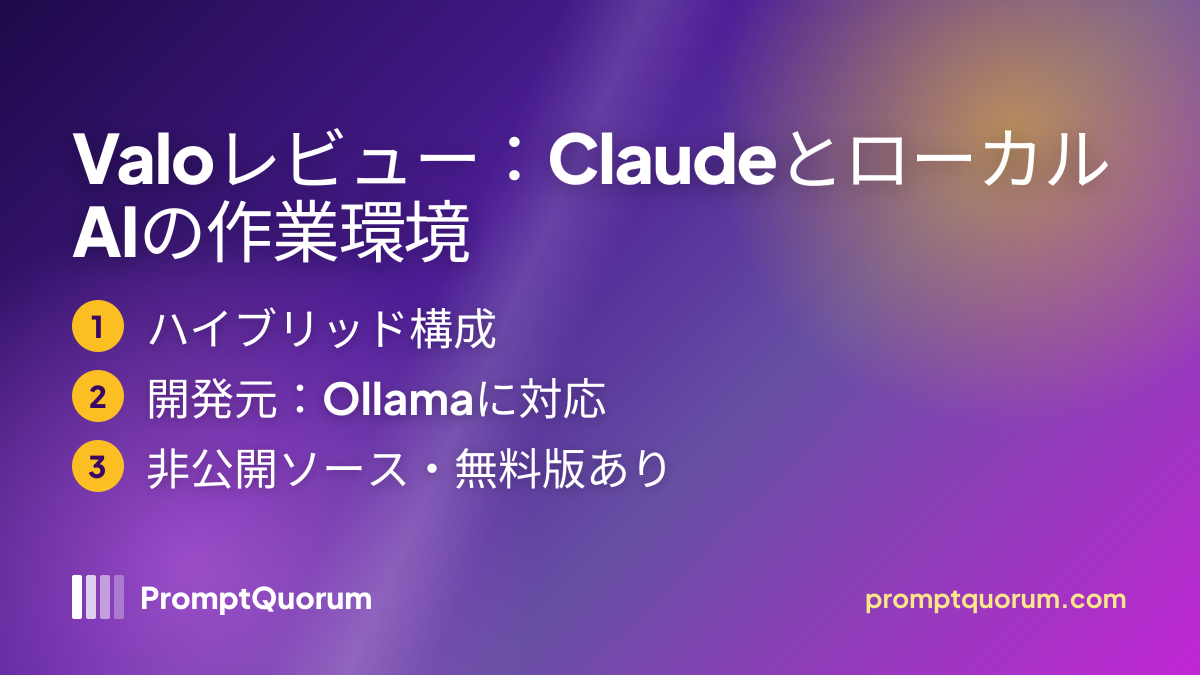 Valoレビュー：Claudeとローカル
AIの作業環境
1 ハイブリッド構成
2 開発元：Ollamaに対応
3 非公開ソース・無料版あり
PromptQuorum
promptquorum.com